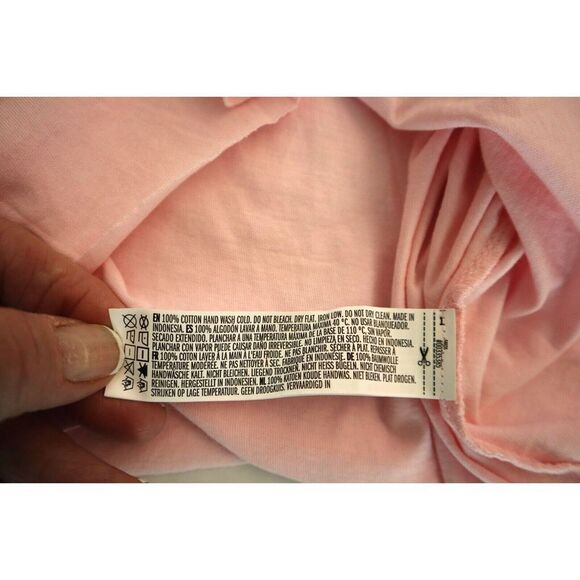 EN 100% COTTON HAND WASH COLD. DO NOT BLEACH. DRY FLAT. IRON LOW. DO NOT DRY CLEAN. MADE IN
INDONESIA. ES 100% ALGODÓN LAVAR A MANO. TEMPERATURA MÁXIMA 40 °C. NO USAR BLANQUEADOR.
SECADO EXTENDIDO. PLANCHAR A UNA TEMPERATURA MÁXIMA DE LA BASE DE 110 °C, SIN VAPOR.
PLANCHAR CON VAPOR PUEDE CAUSAR DAÑO IRREVERSIBLE. NO LIMPIEZA EN SECO. HECHO EN INDONESIA.
FR 100% COTON LAVER À LA MAIN À L'EAU FROIDE. NE PAS BLANCHIR. SÉCHER À PLAT. REPASSER À
TEMPÉRATURE MODÉRÉE. NE PAS NETTOYER À SEC. FABRIQUÉ EN INDONÉSIE. DE 100% BAUMWOLLE
HANDWÄSCHE KALT. NICHT BLEICHEN. LIEGEND TROCKNEN. NICHT HEISS BÜGELN. NICHT CHEMISCH
REINIGEN. HERGESTELLT IN INDONESIEN. NL 100% KATOEN KOUDE HANDWAS. NIET BLEKEN. PLAT DROGEN.
STRIJKEN OP LAGE TEMPERATUUR. GEEN DROOGKUIS. VERVAARDIGD IN